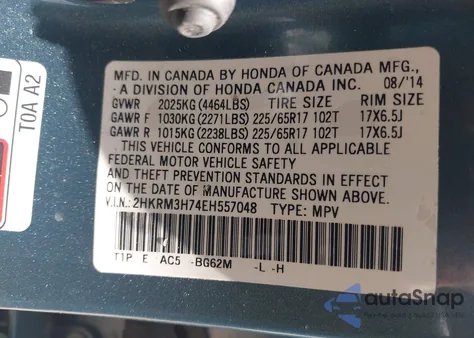 MFD. IN CANADA BY HONDA OF CANADA MFG.,
- A DIVISION OF HONDA CANADA INC. 08/'14
GVWR 2025KG (4464LBS) TIRE SIZE RIM SIZE
GAWR F 1030KG (2271LBS) 225/65R17 102T 17X6.5J
GAWR R 1015KG (2238LBS) 225/65R17 102T 17X6.5J
THIS VEHICLE CONFORMS TO ALL APPLICABLE
FEDERAL MOTOR VEHICLE SAFETY
AND THEFT PREVENTION STANDARDS IN EFFECT
ON THE DATE OF MANUFACTURE SHOWN ABOVE.
V.I.N.:2HKRM3H74EH557048 TYPE: MPV
T1P E AC5 -BG62M -L -H
T0A A2
autoSnap